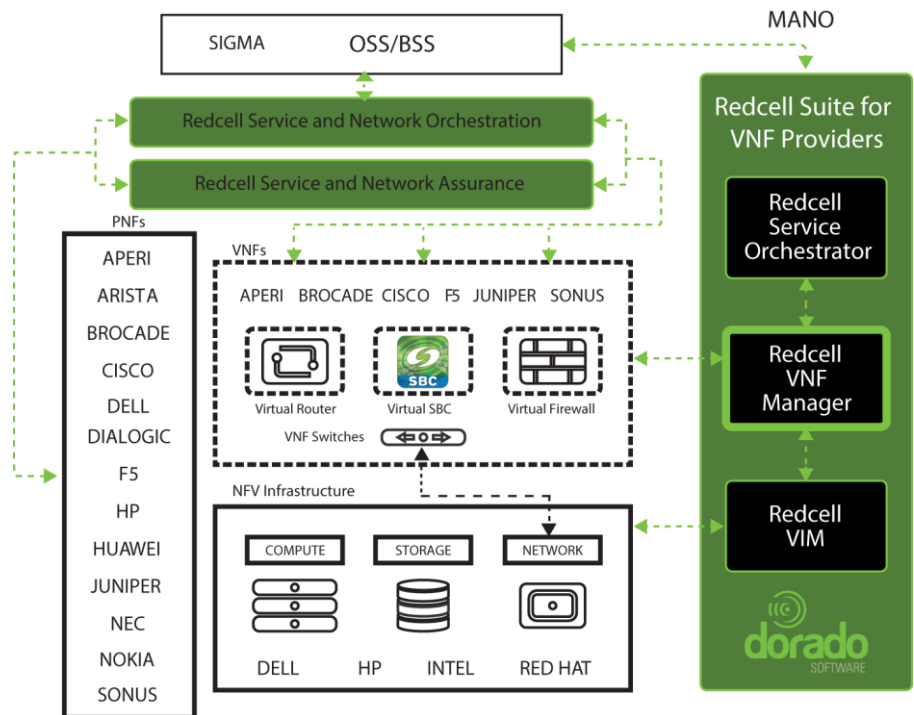 MANO
SIGMA OSS/BSS
Redcell Service and Network Orchestration
Redcell Service and Network Assurance
PNFs
APERI
ARISTA
BROCADE
CISCO
DELL
DIALOGIC
F5
HP
HUAWEI
JUNIPER
NEC
NOKIA
SONUS
VNFs
APERI BROCADE CISCO F5 JUNIPER SONUS
SBC
Virtual Router Virtual SBC Virtual Firewall
VNF Switches
NFV Infrastructure
COMPUTE STORAGE NETWORK
DELL HP INTEL RED HAT
Redcell Suite for
VNF Providers
Redcell
Service
Orchestrator
Redcell
VNF
Manager
Redcell
VIM
dorado
SOFTWARE